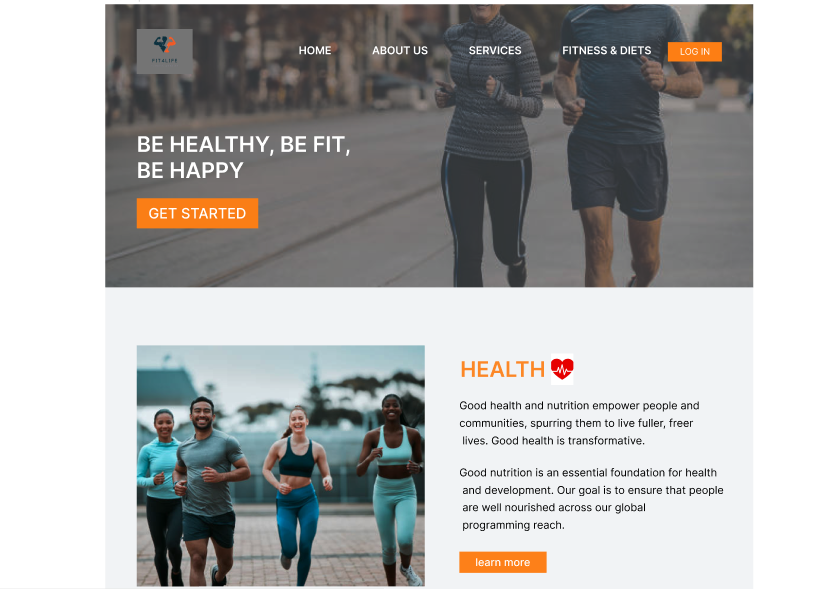 FIT4LIFE
HOME ABOUT US SERVICES FITNESS & DIETS LOG IN
BE HEALTHY, BE FIT,
BE HAPPY
GET STARTED
HEALTH
Good health and nutrition empower people and
communities, spurring them to live fuller, freer
lives. Good health is transformative.
Good nutrition is an essential foundation for health
and development. Our goal is to ensure that people
are well nourished across our global
programming reach.
learn more